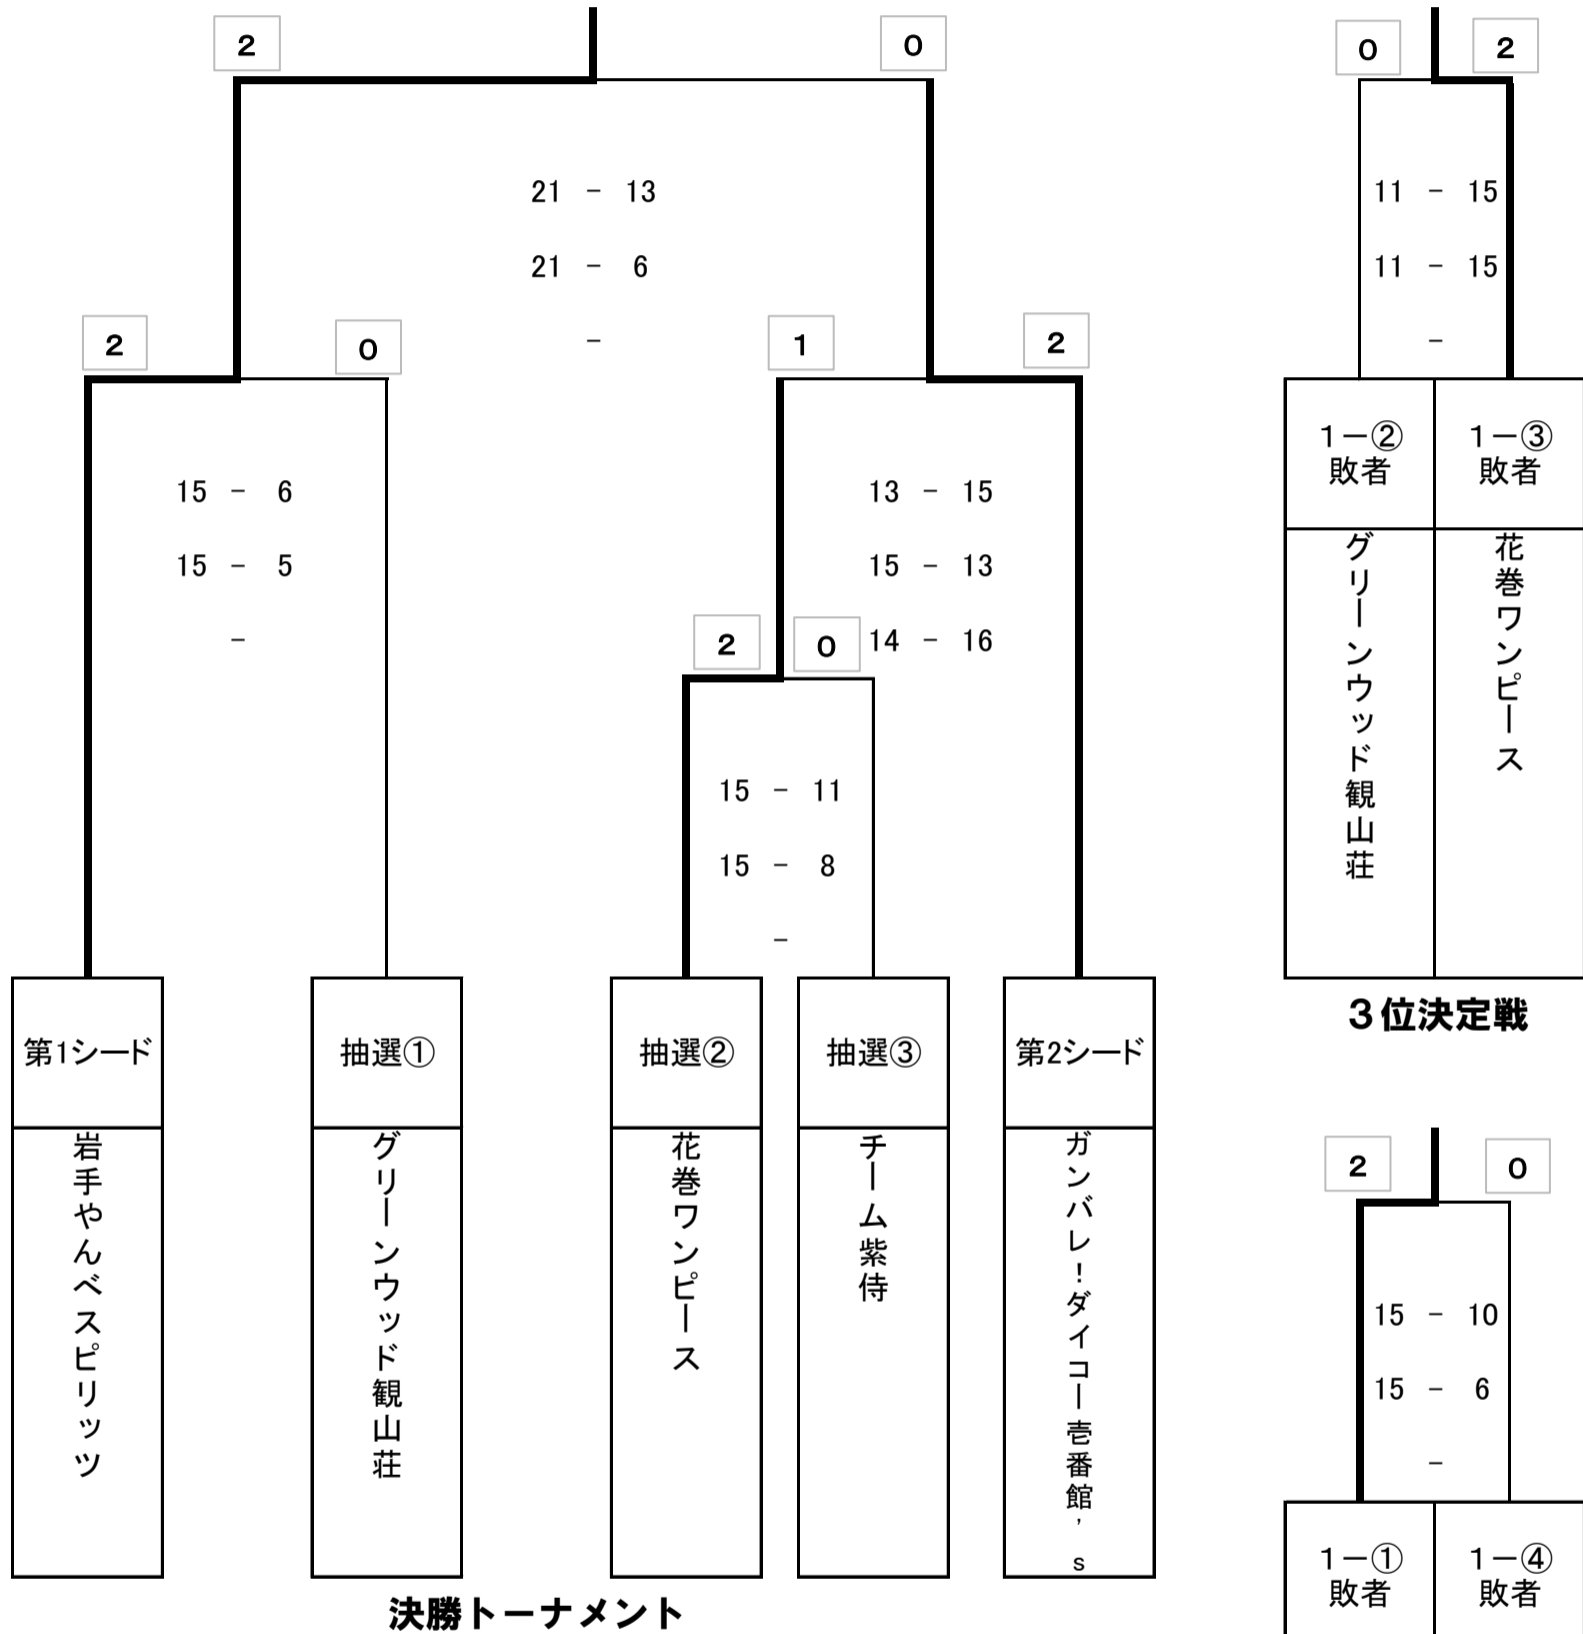 2
0
21 - 13
21 - 6
-
2
0
1
2
15 - 6
15 - 5
-
13 - 15
15 - 13
14 - 16
2
0
15 - 11
15 - 8
-
第1シード
抽選①
抽選②
抽選③
第2シード
岩手やんべスピリッツ
グリーンウッド観山荘
花巻ワンピース
チーム紫侍
ガンバレ！ダイコー壱番館’s
決勝トーナメント
0
2
11 - 15
11 - 15
-
1－②
敗者
1－③
敗者
グリーンウッド観山荘
花巻ワンピース
３位決定戦
2
0
15 - 10
15 - 6
-
1－①
敗者
1－④
敗者